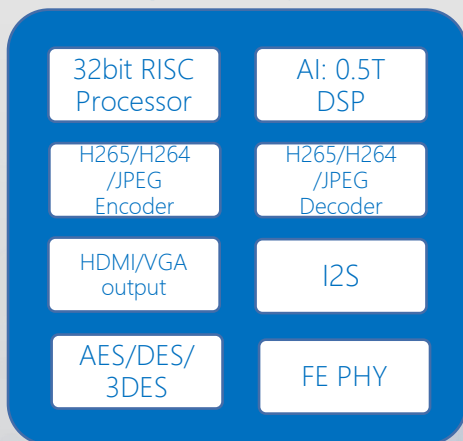 32bit RISC
Processor
AI: 0.5T
DSP
H265/H264
/JPEG
Encoder
H265/H264
/JPEG
Decoder
HDMI/VGA
output
I2S
AES/DES/
3DES
FE PHY